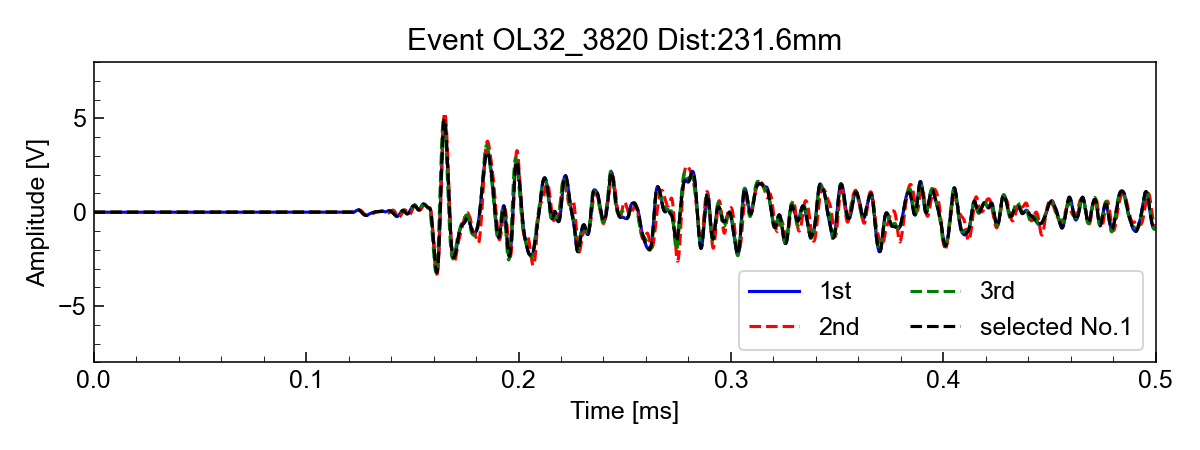 Event OL32_3820 Dist:231.6mm
Amplitude [V]
5
0
−5
1st
2nd
3rd
selected No.1
0.0 0.1 0.2 0.3 0.4 0.5
Time [ms]